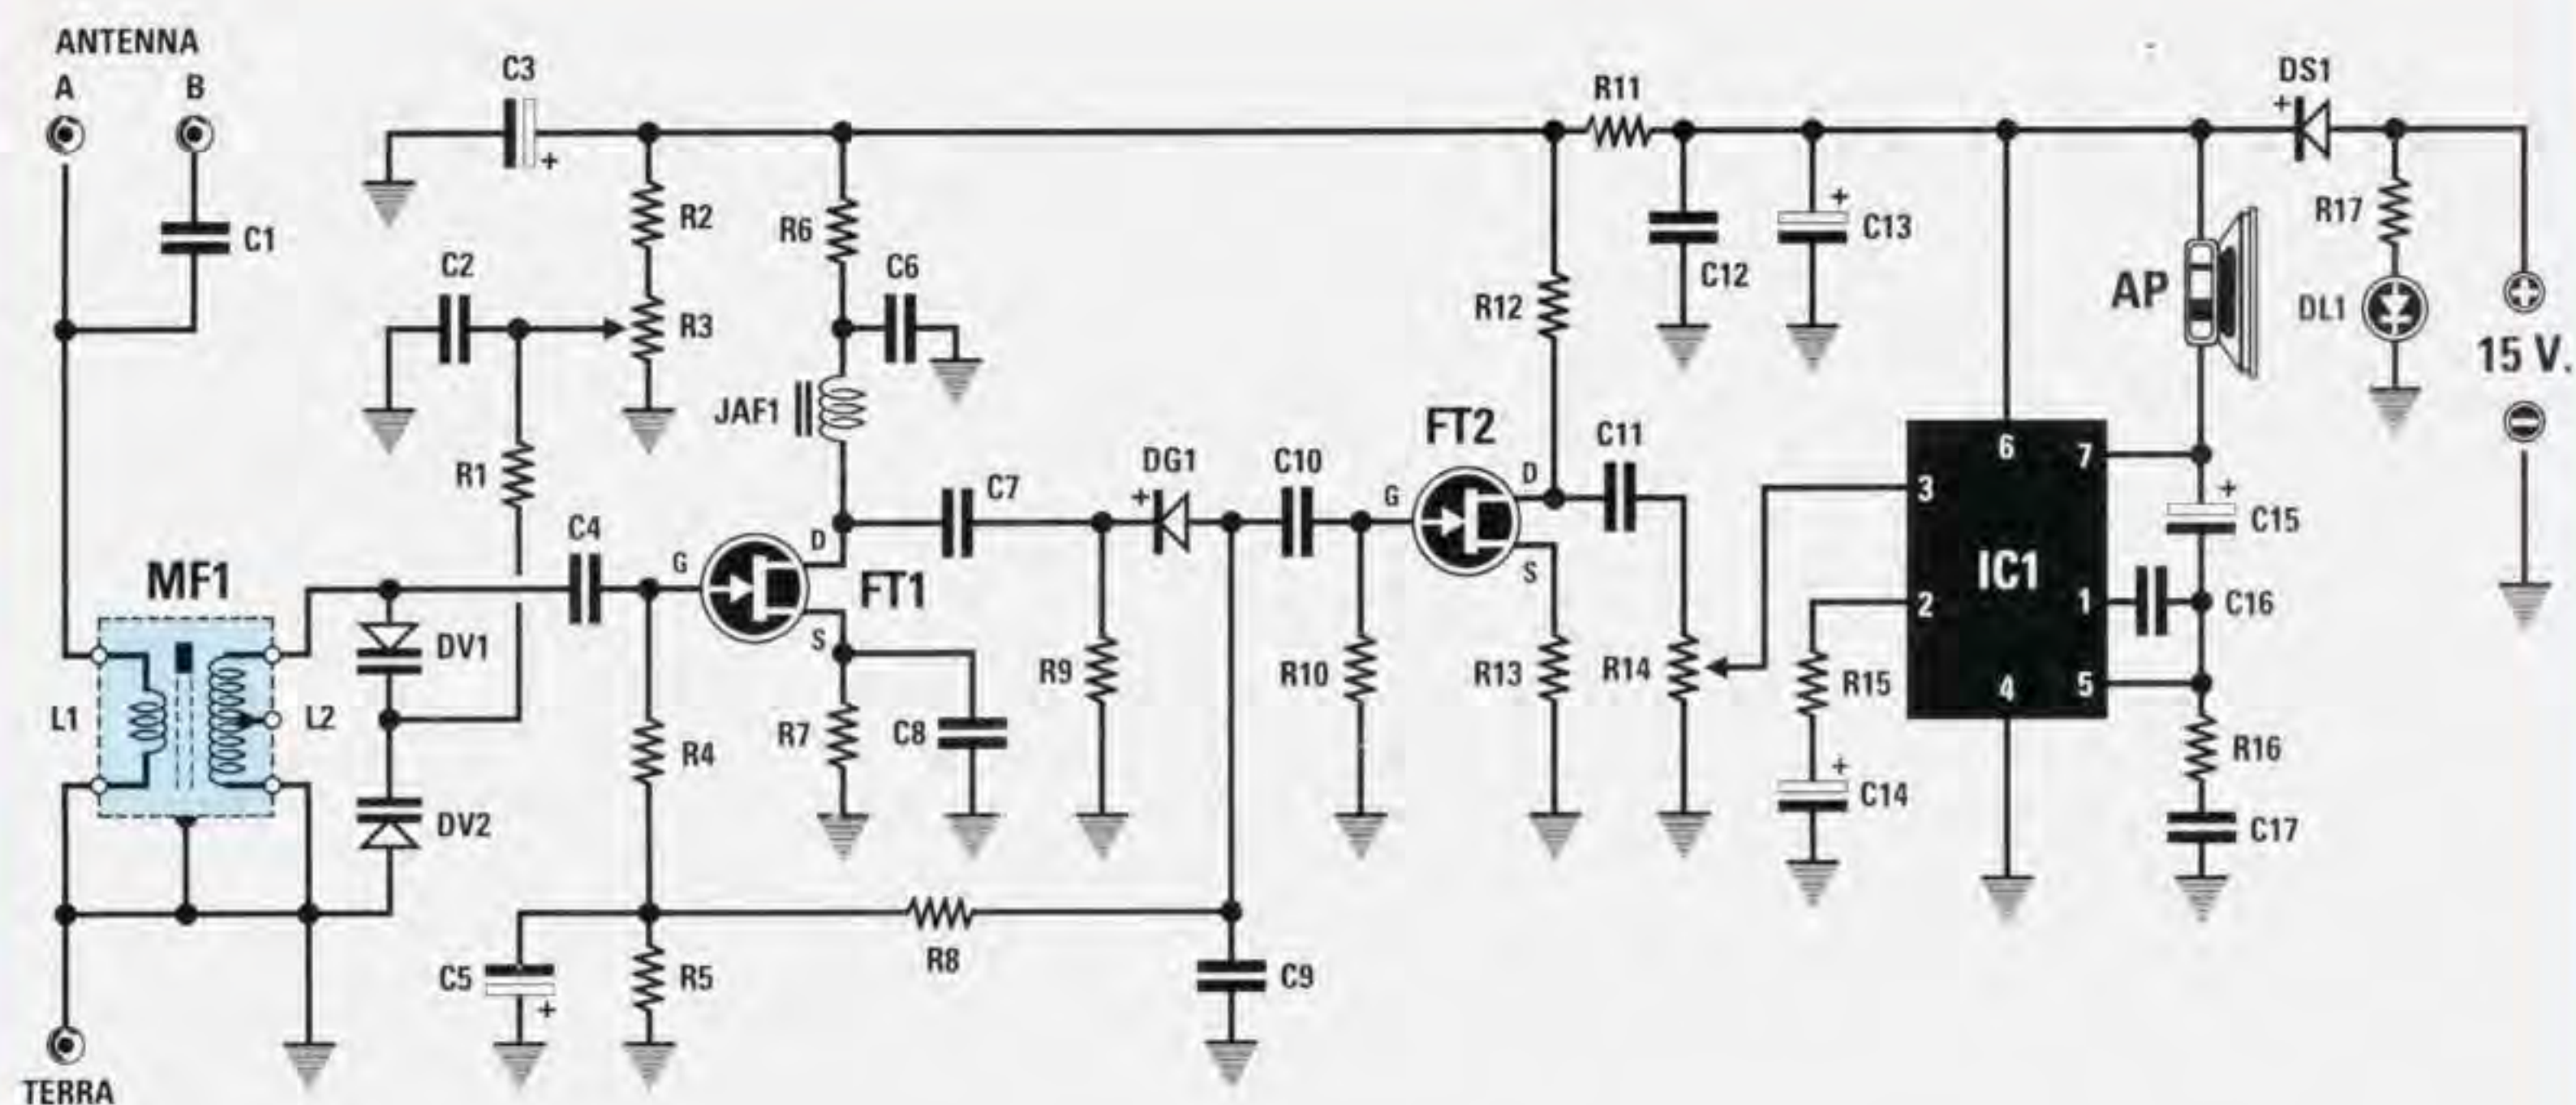 ANTENNA
A B
C3
R11
DS1
+
+
C1
R2
R6
C6
C2
R3
C12
+
C13
R17
AP
DL1
R12
+
15 V.
-
JAF1
FT2
C11
R1
C7
DG1
+
C10
G
D
S
6
7
3
+
C15
C4
MF1
G
D
S
FT1
IC1
2
1
C16
DV1
L1
L2
R4
R7
C8
R9
R10
R13
R14
R15
4
5
R16
DV2
+
C14
C17
C5
+
R5
R8
C9
TERRA